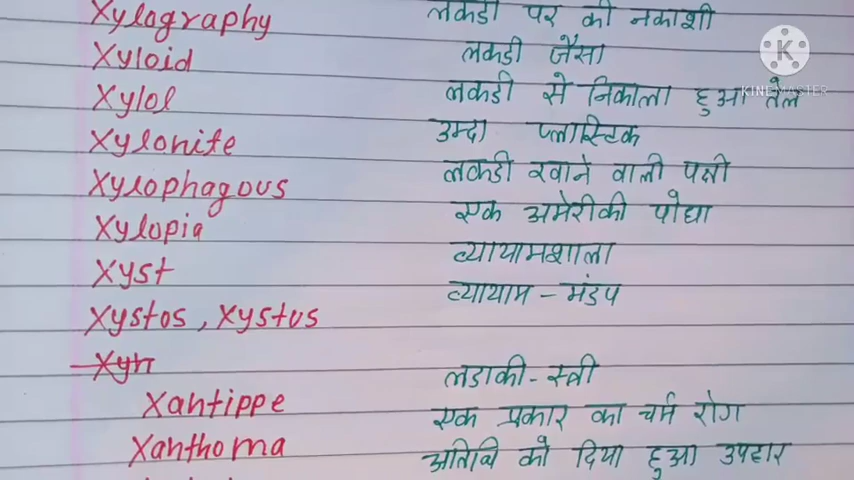 Xylography लकडी पर की नकाशी
Xyloid लकडी जैसा
Xylol लकडी से निकाला हुआ तेल
Xylonite उम्दा प्लास्टिक
Xylophagous लकडी खाने वाली पक्षी
Xylopia एक अमेरीकी पोधा
Xyst व्यायामशाला
Xystos, Xystus व्यायाम - मंडप
Xyn
Xantippe लडाकी - स्त्री
Xanthoma एक प्रकार का चर्म रोग
अतिथि को दिया हुआ उपहार
K
KINEMASTER